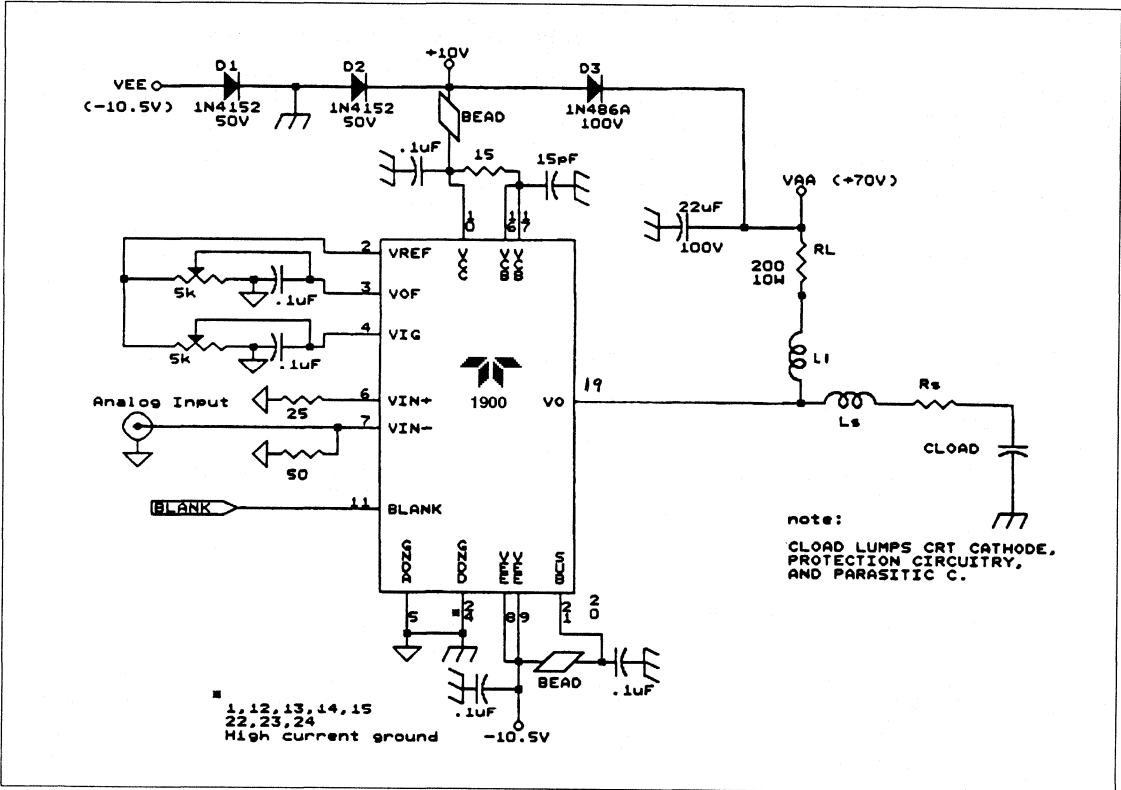 +10V
D1
D2
D3
VEE
(-10.5V)
1N4152
50V
1N4152
50V
1N486A
100V
BEAD
.1uF
15
15pF
VAA (+70V)
22uF
100V
10
16
17
RL
200
10W
2
VREF
VCC
VCB
VCB
5k
.1uF
3
VOF
4
VIG
5k
.1uF
L1
1900
19
VO
Rs
Ls
6
VIN+
25
Analog Input
7
VIN-
50
CLOAD
BLANK
11
BLANK
note:
CLOAD LUMPS CRT CATHODE,
PROTECTION CIRCUITRY,
AND PARASITIC C.
GNDA
GNDD
VEE
VEE
SUB
5
* 24
8
9
21
20
BEAD
.1uF
.1uF
-10.5V
*
1,12,13,14,15
22,23,24
High current ground